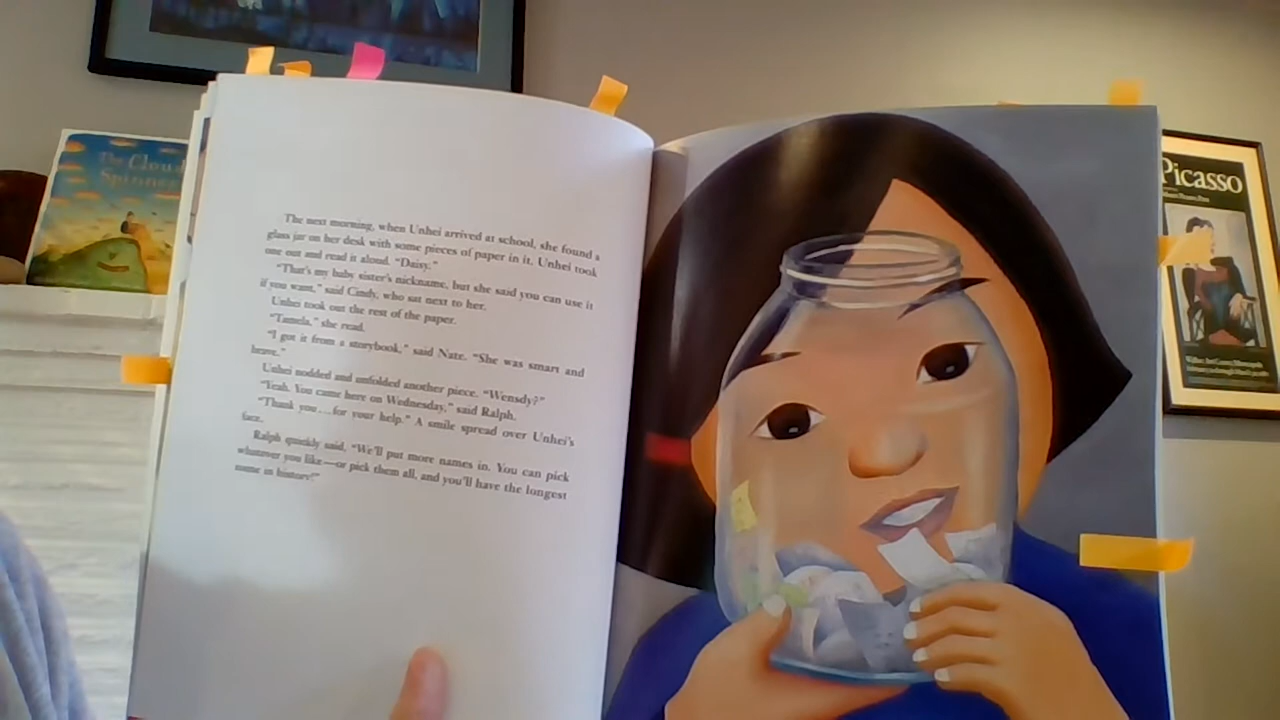 The Cloud
Spinner
Picasso
The next morning, when Unhei arrived at school, she found a
glass jar on her desk with some pieces of paper in it. Unhei took
one out and read it aloud. "Daisy."
"That's my baby sister's nickname, but she said you can use it
if you want," said Cindy, who sat next to her.
Unhei took out the rest of the paper.
"Tamela," she read.
"I got it from a storybook," said Nate. "She was smart and
brave."
Unhei nodded and unfolded another piece. "Wensdy?"
"Yeah. You came here on Wednesday," said Ralph.
"Thank you . . . for your help." A smile spread over Unhei's
face.
Ralph quickly said, "We'll put more names in. You can pick
whatever you like—or pick them all, and you'll have the longest
name in history!"